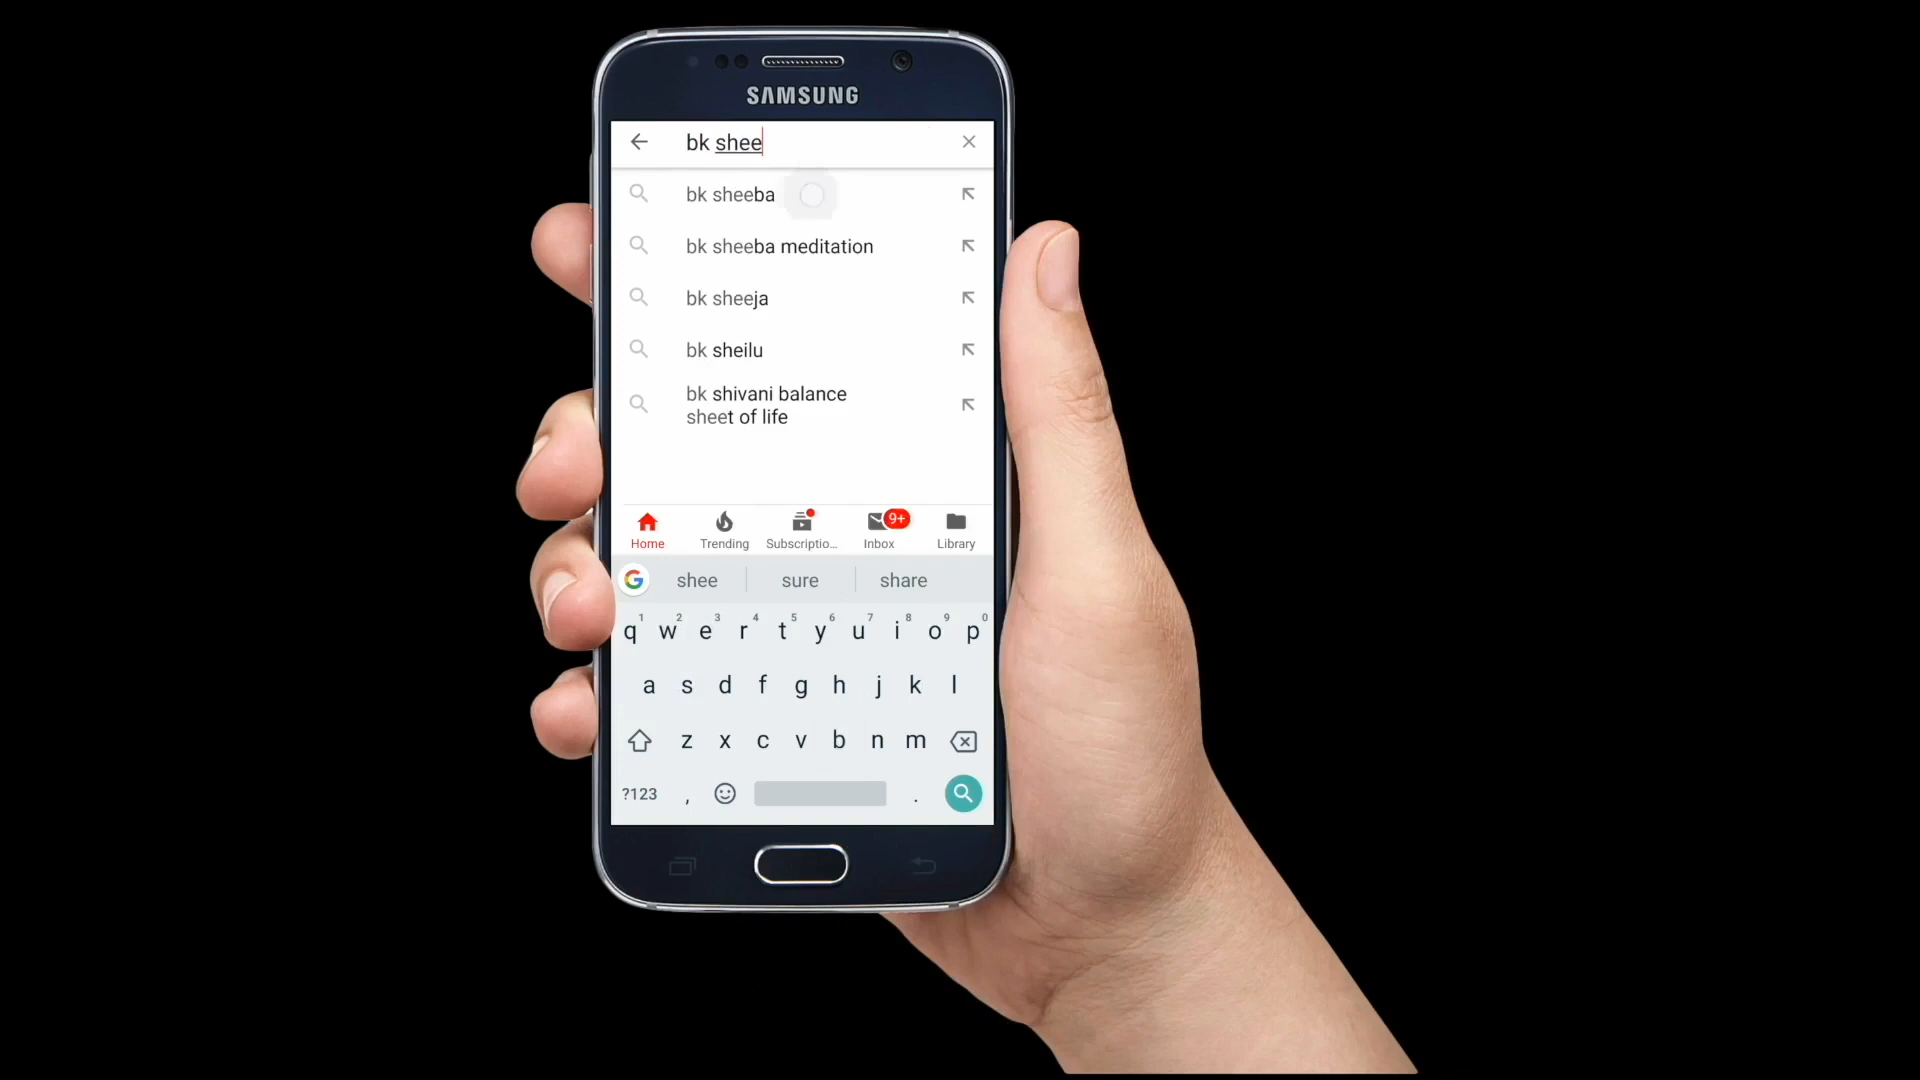 SAMSUNG
bk shee
bk sheeba
bk sheeba meditation
bk sheeja
bk sheilu
bk shivani balance
sheet of life
9+
Home Trending Subscriptio... Inbox Library
G shee sure share
1 2 3 4 5 6 7 8 9 0
q w e r t y u i o p
a s d f g h j k l
z x c v b n m
?123 , .